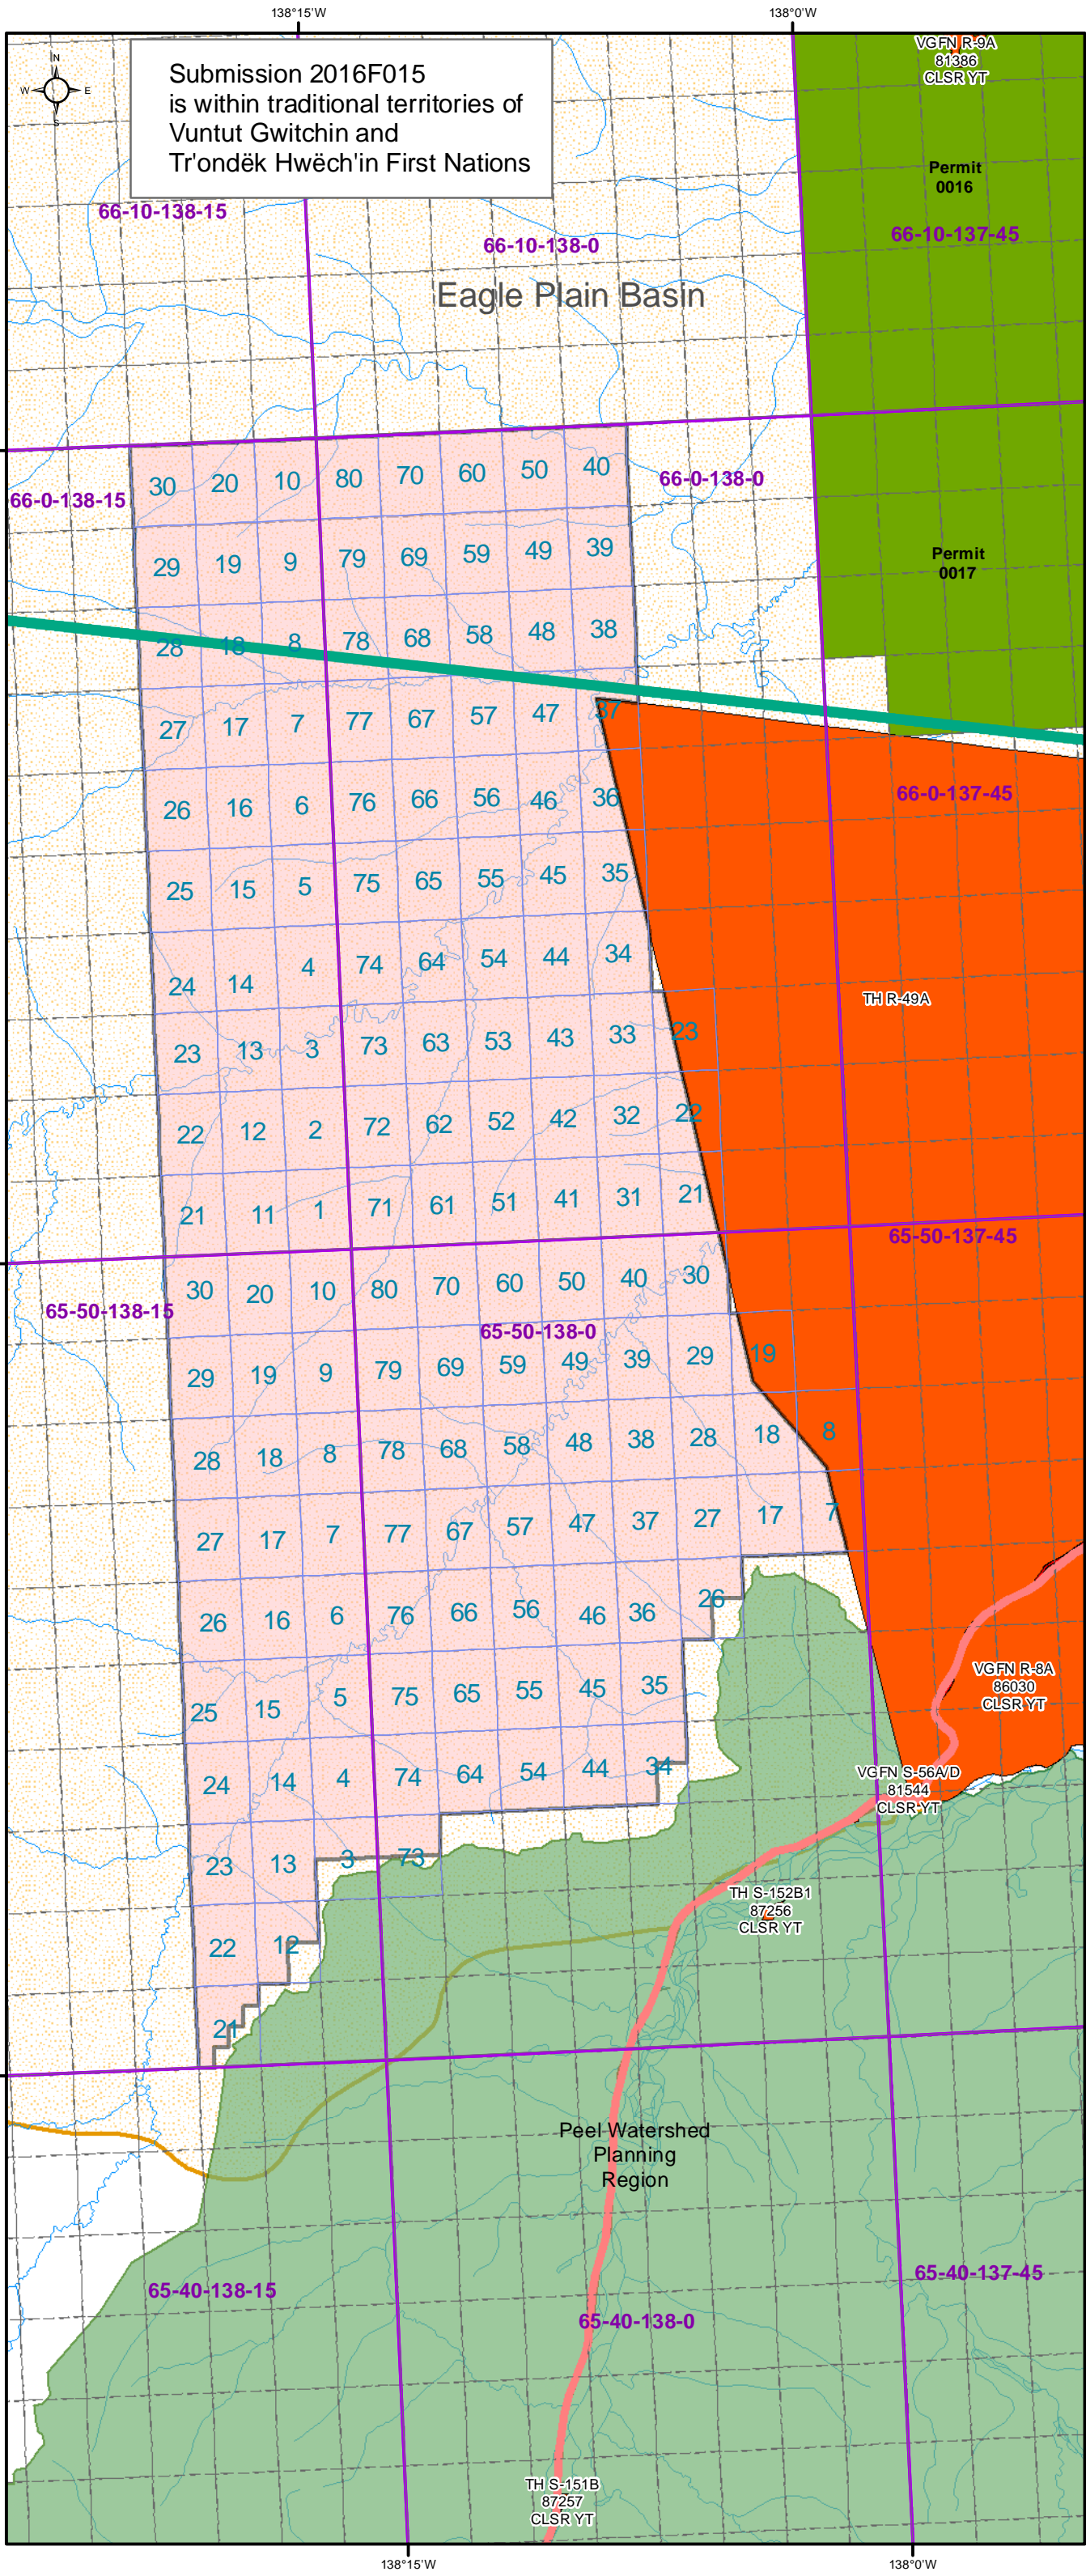 138°15'W 138°0'W
N
W E
S
Submission 2016F015
is within traditional territories of
Vuntut Gwitchin and
Tr'ondëk Hwëch'in First Nations
VGFN R-9A
81386
CLSR YT
Permit
0016
66-10-138-15
66-10-138-0
66-10-137-45
Eagle Plain Basin
30 20 10 80 70 60 50 40
66-0-138-15
66-0-138-0
29 19 9 79 69 59 49 39
Permit
0017
28 18 8 78 68 58 48 38
27 17 7 77 67 57 47 37
66-0-137-45
26 16 6 76 66 56 46 36
25 15 5 75 65 55 45 35
24 14 4 74 64 54 44 34
TH R-49A
23 13 3 73 63 53 43 33 23
22 12 2 72 62 52 42 32 22
21 11 1 71 61 51 41 31 21
65-50-137-45
30 20 10 80 70 60 50 40 30
65-50-138-15
65-50-138-0
29 19 9 79 69 59 49 39 29 19
28 18 8 78 68 58 48 38 28 18 8
27 17 7 77 67 57 47 37 27 17 7
26 16 6 76 66 56 46 36 26
25 15 5 75 65 55 45 35
VGFN R-8A
86030
CLSR YT
24 14 4 74 64 54 44 34
VGFN S-56A/D
81544
CLSR YT
23 13 3 73
TH S-152B1
87256
CLSR YT
22 12
21
Peel Watershed
Planning
Region
65-40-138-15
65-40-138-0
65-40-137-45
TH S-151B
87257
CLSR YT
138°15'W 138°0'W